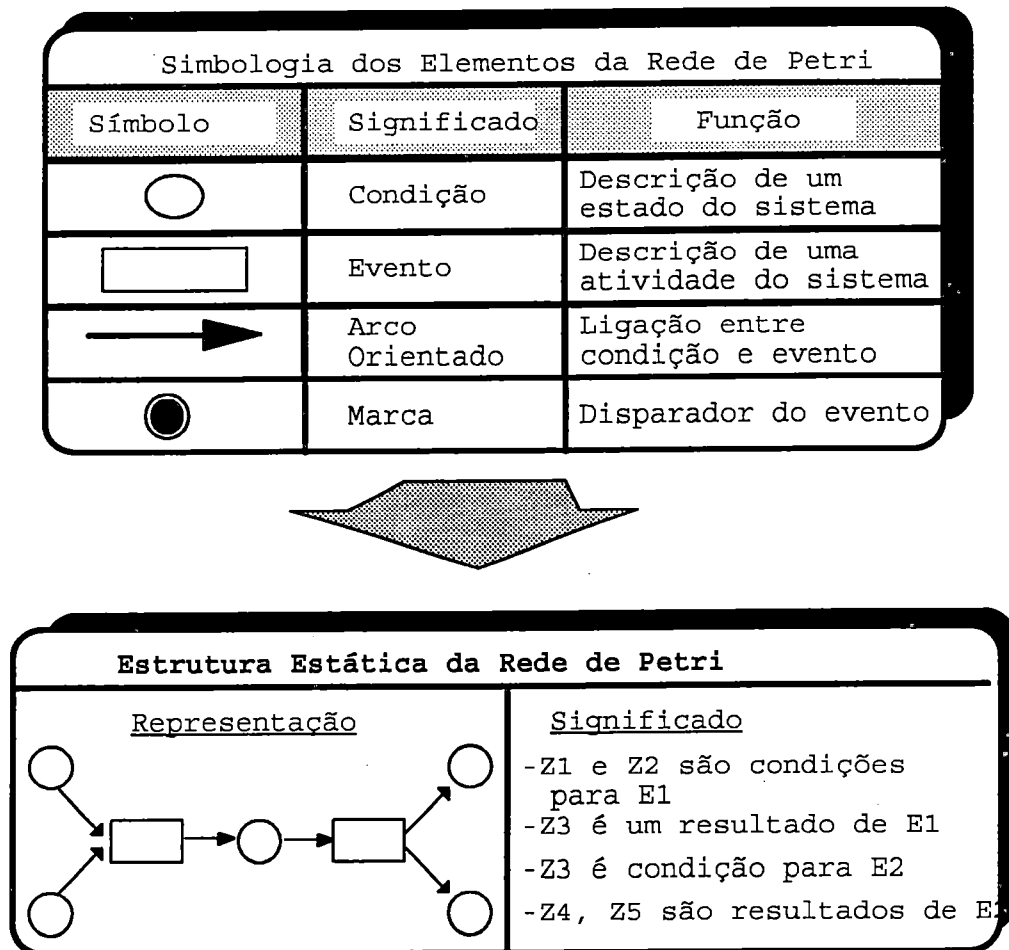 Simbologia dos Elementos da Rede de Petri
Símbolo
Significado
Função
Condição
Descrição de um
estado do sistema
Evento
Descrição de uma
atividade do sistema
Arco
Orientado
Ligação entre
condição e evento
Marca
Disparador do evento
Estrutura Estática da Rede de Petri
Representação
Significado
-Z1 e Z2 são condições
para E1
-Z3 é um resultado de E1
-Z3 é condição para E2
-Z4, Z5 são resultados de